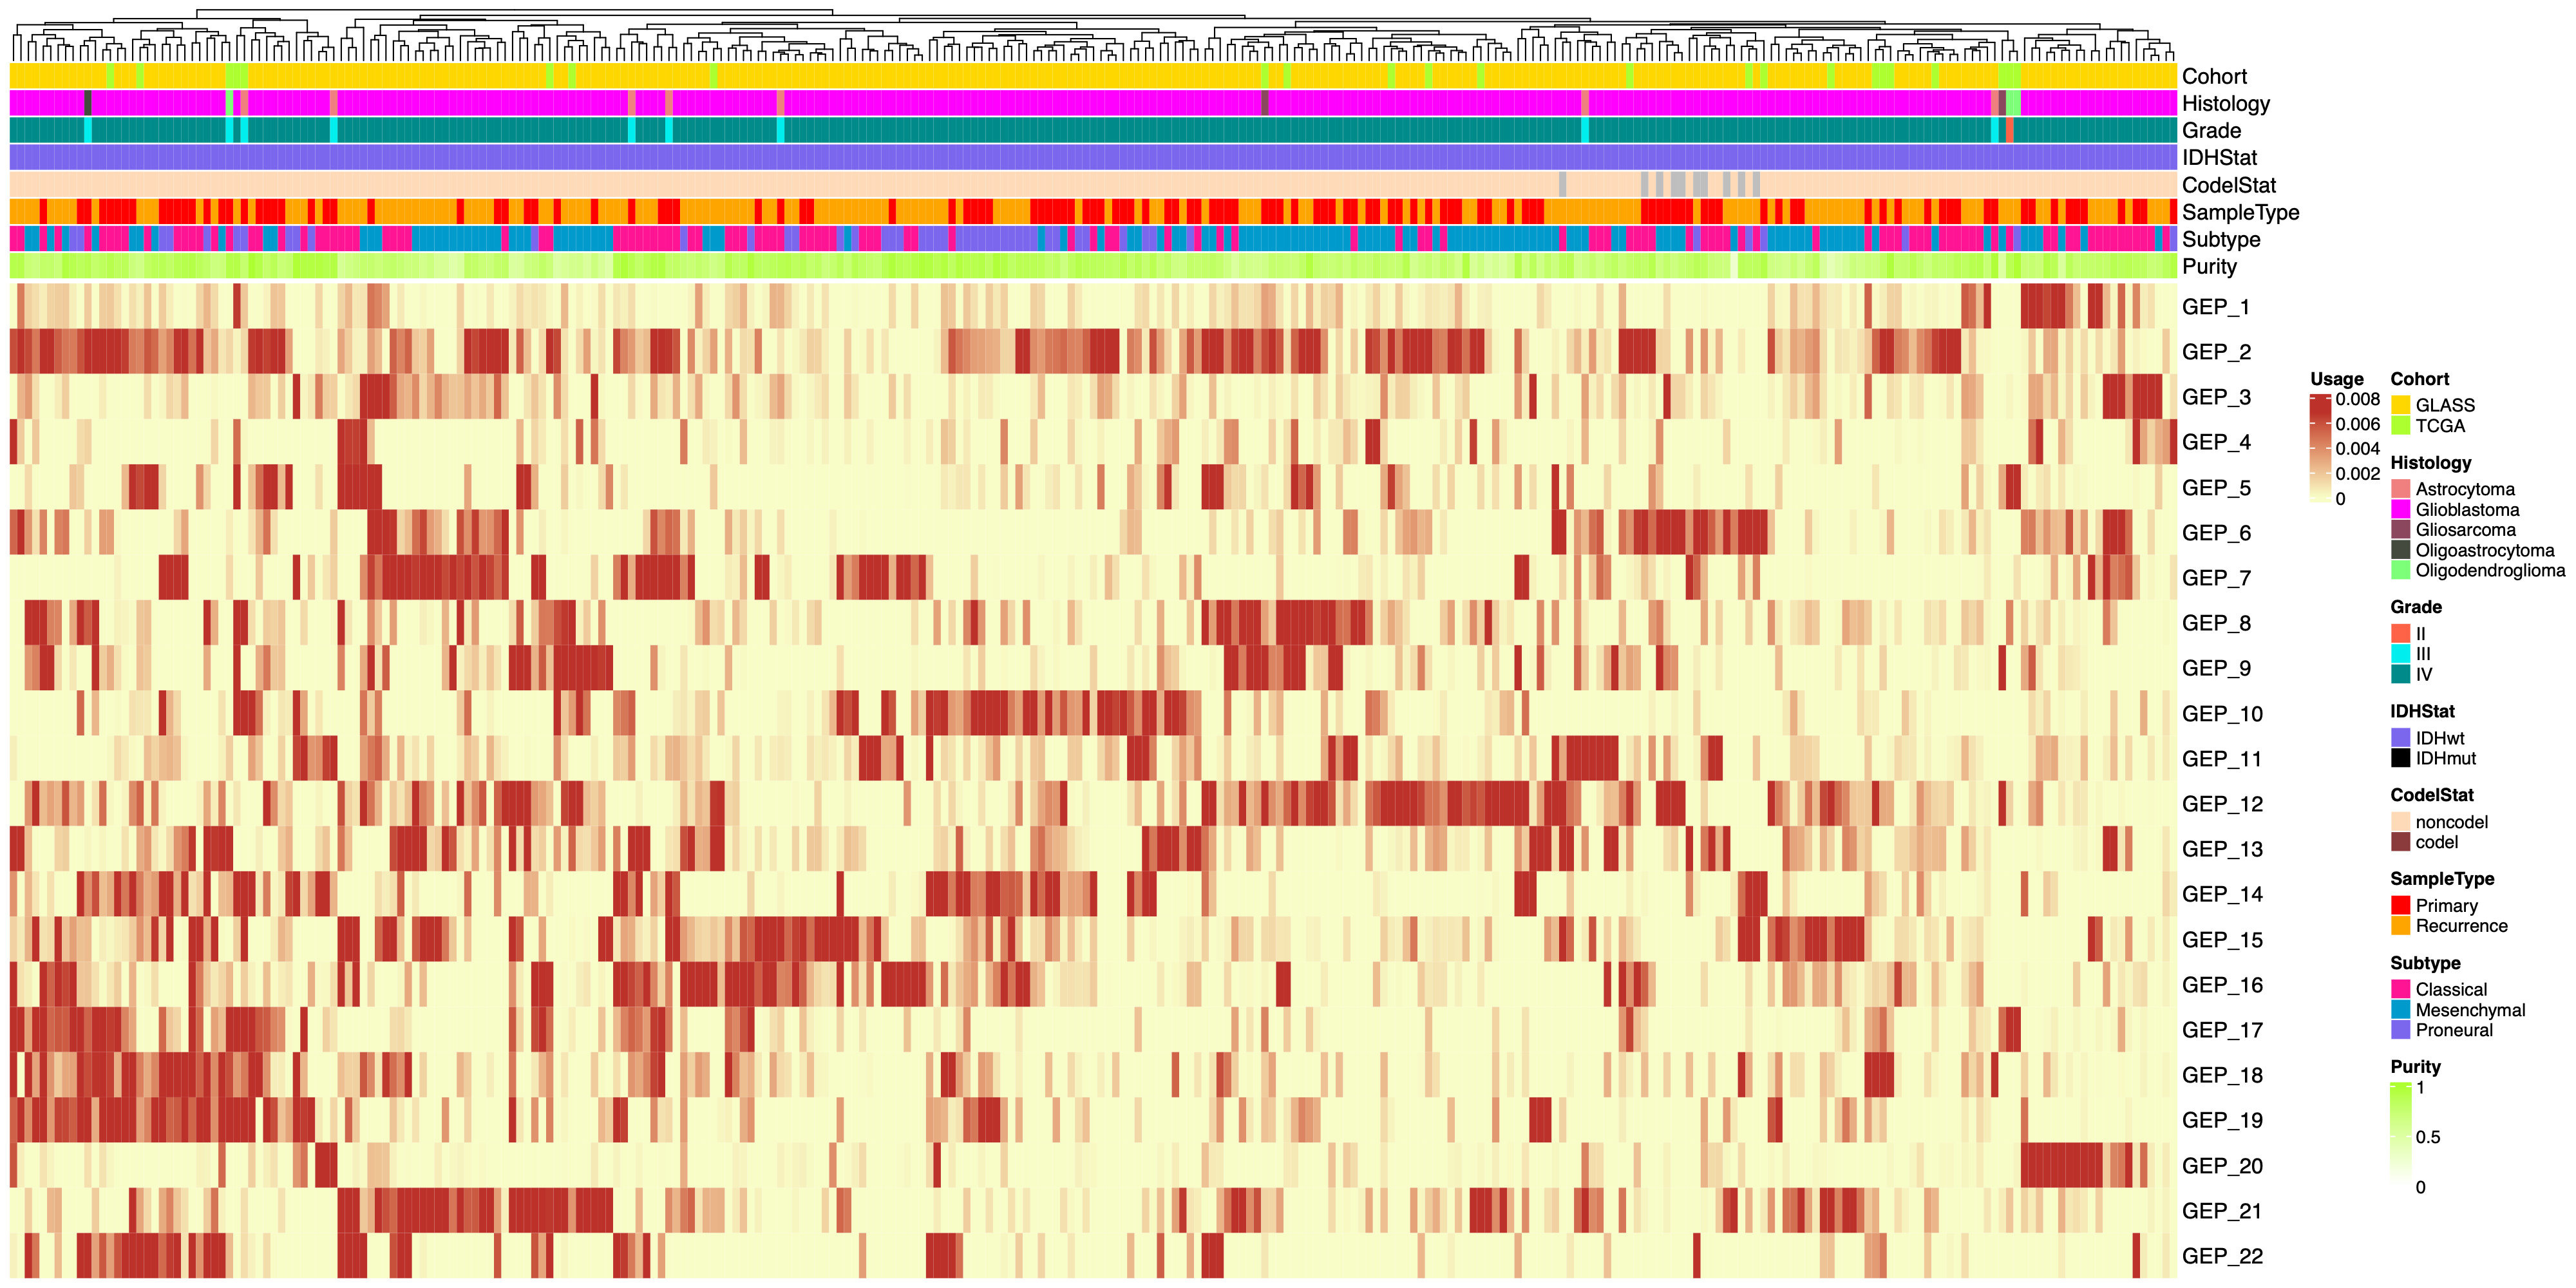 Cohort
Histology
Grade
IDHStat
CodelStat
SampleType
Subtype
Purity
GEP_1
GEP_2
GEP_3
GEP_4
GEP_5
GEP_6
GEP_7
GEP_8
GEP_9
GEP_10
GEP_11
GEP_12
GEP_13
GEP_14
GEP_15
GEP_16
GEP_17
GEP_18
GEP_19
GEP_20
GEP_21
GEP_22
Usage
0.008
0.006
0.004
0.002
0
Cohort
GLASS
TCGA
Histology
Astrocytoma
Glioblastoma
Gliosarcoma
Oligoastrocytoma
Oligodendroglioma
Grade
II
III
IV
IDHStat
IDHwt
IDHmut
CodelStat
noncodel
codel
SampleType
Primary
Recurrence
Subtype
Classical
Mesenchymal
Proneural
Purity
1
0.5
0